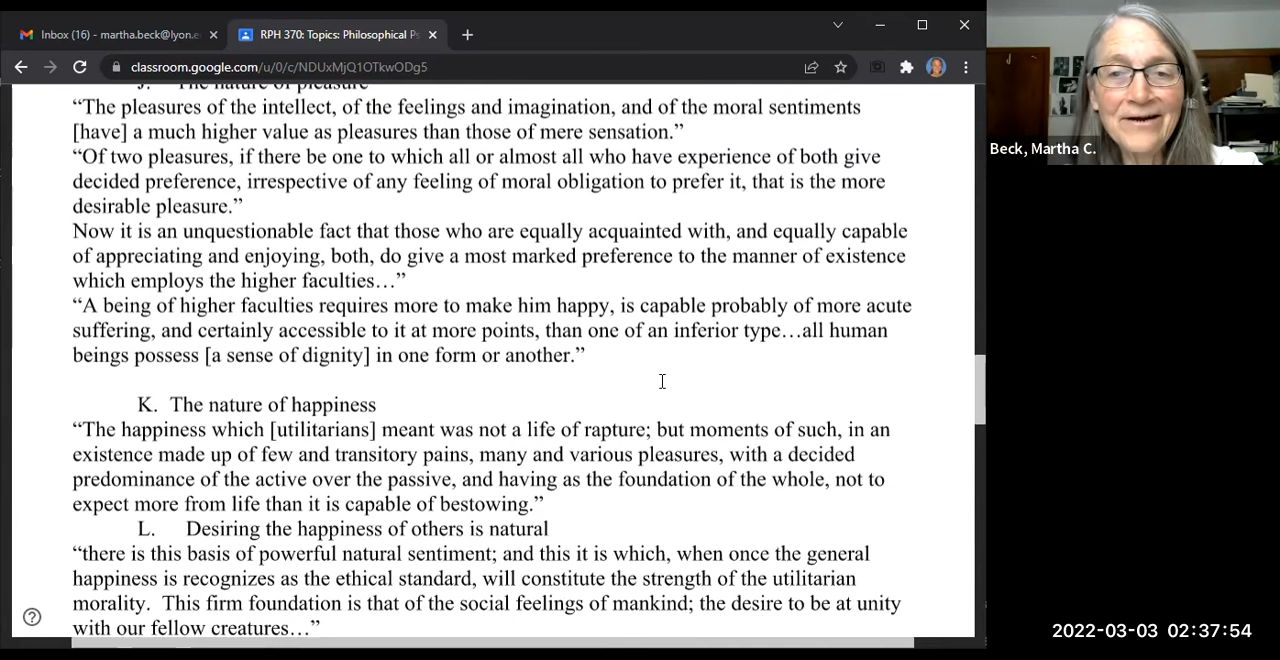 Inbox (16) - martha.beck@lyon.e
RPH 370: Topics: Philosophical Ps
classroom.google.com/u/0/c/NDUxMjQ1OTkwODg5
J. The nature of pleasure
“The pleasures of the intellect, of the feelings and imagination, and of the moral sentiments
[have] a much higher value as pleasures than those of mere sensation.”
“Of two pleasures, if there be one to which all or almost all who have experience of both give
decided preference, irrespective of any feeling of moral obligation to prefer it, that is the more
desirable pleasure.”
Now it is an unquestionable fact that those who are equally acquainted with, and equally capable
of appreciating and enjoying, both, do give a most marked preference to the manner of existence
which employs the higher faculties…”
“A being of higher faculties requires more to make him happy, is capable probably of more acute
suffering, and certainly accessible to it at more points, than one of an inferior type…all human
beings possess [a sense of dignity] in one form or another.”
K. The nature of happiness
“The happiness which [utilitarians] meant was not a life of rapture; but moments of such, in an
existence made up of few and transitory pains, many and various pleasures, with a decided
predominance of the active over the passive, and having as the foundation of the whole, not to
expect more from life than it is capable of bestowing.”
L. Desiring the happiness of others is natural
“there is this basis of powerful natural sentiment; and this it is which, when once the general
happiness is recognizes as the ethical standard, will constitute the strength of the utilitarian
morality. This firm foundation is that of the social feelings of mankind; the desire to be at unity
with our fellow creatures…”
Beck, Martha C.
2022-03-03 02:37:54